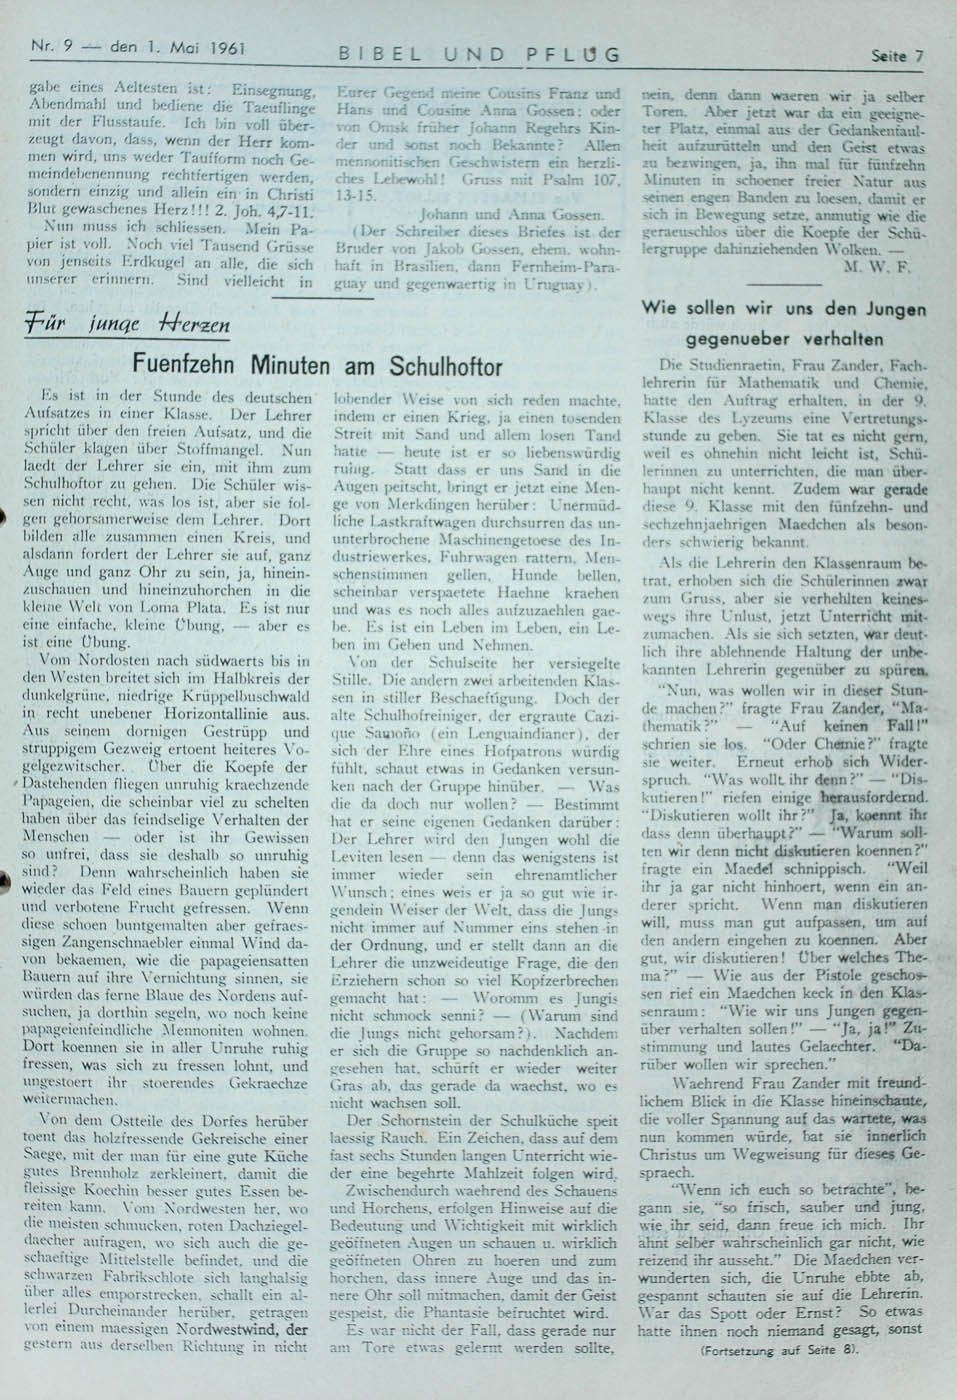 Nr. 9 — den 1. Mai 1961
BIBEL UND PFLUG
Seite 7
gabe eines Aeltesten ist: Einsegnung,
Abendmahl und bediene die Taeuflinge
mit der Flusstaufe. Ich bin voll über-
zeugt davon, dass, wenn der Herr kom-
men wird, uns weder Taufform noch Ge-
meindebenennung rechtfertigen werden,
sondern einzig und allein ein in Christi
Blut gewaschenes Herz!!! 2. Joh. 4,7-11.
Nun muss ich schliessen. Mein Pa-
pier ist voll. Noch viel Tausend Grüsse
von jenseits Erdkugel an alle, die sich
unserer erinnern. Sind vielleicht in
Eurer Gegend meine Cousins Franz und
Hans und Cousine Anna Gossen; oder
von Omsk früher Johann Regehrs Kin-
der und sonst noch Bekannte? Allen
mennonitischen Geschwistern ein herzli-
ches Lebewohl! Gruss mit Psalm 107,
13-15.
Johann und Anna Gossen.
(Der Schreiber dieses Briefes ist der
Bruder von Jakob Gossen, ehem. wohn-
haft in Brasilien, dann Fernheim-Para-
guay und gegenwaertig in Uruguay).
Für junge Herzen
Fuenfzehn Minuten am Schulhoftor
Es ist in der Stunde des deutschen
Aufsatzes in einer Klasse. Der Lehrer
spricht über den freien Aufsatz, und die
Schüler klagen über Stoffmangel. Nun
laedt der Lehrer sie ein, mit ihm zum
Schulhoftor zu gehen. Die Schüler wis-
sen nicht recht, was los ist, aber sie fol-
gen gehorsamerweise dem Lehrer. Dort
bilden alle zusammen einen Kreis, und
alsdann fordert der Lehrer sie auf, ganz
Auge und ganz Ohr zu sein, ja, hinein-
zuschauen und hineinzuhorchen in die
kleine Welt von Loma Plata. Es ist nur
eine einfache, kleine Übung, — aber es
ist eine Übung.
Vom Nordosten nach südwaerts bis in
den Westen breitet sich im Halbkreis der
dunkelgrüne, niedrige Krüppelbuschwald
in recht unebener Horizontallinie aus.
Aus seinem dornigen Gestrüpp und
struppigem Gezweig ertoent heiteres Vo-
gelgezwitscher. Über die Koepfe der
Dastehenden fliegen unruhig kraechzende
Papageien, die scheinbar viel zu schelten
haben über das feindselige Verhalten der
Menschen — oder ist ihr Gewissen
so unfrei, dass sie deshalb so unruhig
sind? Denn wahrscheinlich haben sie
wieder das Feld eines Bauern geplündert
und verbotene Frucht gefressen. Wenn
diese schoen buntgemalten aber gefraes-
sigen Zangenschnaebler einmal Wind da-
von bekaemen, wie die papageiensatten
Bauern auf ihre Vernichtung sinnen, sie
würden das ferne Blaue des Nordens auf-
suchen, ja dorthin segeln, wo noch keine
papageienfeindliche Mennoniten wohnen.
Dort koennen sie in aller Unruhe ruhig
fressen, was sich zu fressen lohnt, und
ungestoert ihr stoerendes Gekraechze
weitermachen.
Von dem Ostteile des Dorfes herüber
toent das holzfressende Gekreische einer
Saege, mit der man für eine gute Küche
gutes Brennholz zerkleinert, damit die
fleissige Koechin besser gutes Essen be-
reiten kann. Vom Nordwesten her, wo
die meisten schmucken, roten Dachziegel-
daecher aufragen, wo sich auch die ge-
schaeftige Mittelstelle befindet, und die
schwarzen Fabrikschlote sich langhalsig
über alles emporstrecken, schallt ein al-
lerlei Durcheinander herüber, getragen
von einem maessigen Nordwestwind, der
gestern aus derselben Richtung in nicht
lobender Weise von sich reden machte,
indem er einen Krieg, ja einen tosenden
Streit mit Sand und allem losen Tand
hatte — heute ist er so liebenswürdig
ruhig. Statt dass er uns Sand in die
Augen peitscht, bringt er jetzt eine Men-
ge von Merkdingen herüber: Unermüd-
liche Lastkraftwagen durchsurren das un-
unterbrochene Maschinengetoese des In-
dustriewerkes, Fuhrwagen rattern, Men-
schenstimmen gellen, Hunde bellen,
scheinbar verspaetete Haehne kraehen
und was es noch alles aufzuzaehlen gae-
be. Es ist ein Leben im Leben, ein Le-
ben im Geben und Nehmen.
Von der Schulseite her versiegelte
Stille. Die andern zwei arbeitenden Klas-
sen in stiller Beschaeftigung. Doch der
alte Schulhofreiniger, der ergraute Cazi-
que Samoño (ein Lenguaindianer), der
sich der Ehre eines Hofpatrons würdig
fühlt, schaut etwas in Gedanken versun-
ken nach der Gruppe hinüber. — Was
die da doch nur wollen? — Bestimmt
hat er seine eigenen Gedanken darüber:
Der Lehrer wird den Jungen wohl die
Leviten lesen — denn das wenigstens ist
immer wieder sein ehrenamtlicher
Wunsch; eines weis er ja so gut wie ir-
gendein Weiser der Welt, dass die Jungs
nicht immer auf Nummer eins stehen in
der Ordnung, und er stellt dann an die
Lehrer die unzweideutige Frage, die den
Erziehern schon so viel Kopfzerbrechen
gemacht hat: — Woromm es Jungis
nicht schmock senni? — (Warum sind
die Jungs nicht gehorsam?). Nachdem
er sich die Gruppe so nachdenklich an-
gesehen hat, schürft er wieder weiter
Gras ab, das gerade da waechst, wo es
nicht wachsen soll.
Der Schornstein der Schulküche speit
laessig Rauch. Ein Zeichen, dass auf dem
fast sechs Stunden langen Unterricht wie-
der eine begehrte Mahlzeit folgen wird.
Zwischendurch waehrend des Schauens
und Horchens, erfolgen Hinweise auf die
Bedeutung und Wichtigkeit mit wirklich
geöffneten Augen un schauen u. wirklich
geöffneten Ohren zu hoeren und zum
horchen, dass innere Auge und das in-
nere Ohr soll mitmachen, damit der Geist
gespeist, die Phantasie befruchtet wird.
Es war nicht der Fall, dass gerade nur
am Tore etwas gelernt werden sollte,
nein, denn dann waeren wir ja selber
Toren. Aber jetzt war da ein geeigne-
ter Platz, einmal aus der Gedankenfaul-
heit aufzurütteln und den Geist etwas
zu bezwingen, ja, ihn mal für fünfzehn
Minuten in schoener freier Natur aus
seinen engen Banden zu loesen, damit er
sich in Bewegung setze, anmutig wie die
geraeuschlos über die Koepfe der Schü-
lergruppe dahinziehenden Wolken. —
M. W. F.
Wie sollen wir uns den Jungen
gegenueber verhalten
Die Studienraetin, Frau Zander, Fach-
lehrerin für Mathematik und Chemie,
hatte den Auftrag erhalten, in der 9.
Klasse des Lyzeums eine Vertretungs-
stunde zu geben. Sie tat es nicht gern,
weil es ohnehin nicht leicht ist, Schü-
lerinnen zu unterrichten, die man über-
haupt nicht kennt. Zudem war gerade
diese 9. Klasse mit den fünfzehn- und
sechzehnjaehrigen Maedchen als beson-
ders schwierig bekannt.
Als die Lehrerin den Klassenraum be-
trat, erhoben sich die Schülerinnen zwar
zum Gruss, aber sie verhehlten keines-
wegs ihre Unlust, jetzt Unterricht mit-
zumachen. Als sie sich setzten, war deut-
lich ihre ablehnende Haltung der unbe-
kannten Lehrerin gegenüber zu spüren.
"Nun, was wollen wir in dieser Stun-
de machen?" fragte Frau Zander, "Ma-
thematik?" — "Auf keinen Fall!"
schrien sie los. "Oder Chemie?" fragte
sie weiter. Erneut erhob sich Wider-
spruch. "Was wollt ihr denn?" — "Dis-
kutieren!" riefen einige herausfordernd.
"Diskutieren wollt ihr?" Ja, koennt ihr
dass denn überhaupt?" — "Warum soll-
ten wir denn nicht diskutieren koennen?"
fragte ein Maedel schnippisch. "Weil
ihr ja gar nicht hinhoert, wenn ein an-
derer spricht. Wenn man diskutieren
will, muss man gut aufpassen, um auf
den andern eingehen zu koennen. Aber
gut, wir diskutieren! Über welches The-
ma?" — Wie aus der Pistole geschos-
sen rief ein Maedchen keck in den Klas-
senraum: "Wie wir uns Jungen gegen-
über verhalten sollen!" — "Ja, ja!" Zu-
stimmung und lautes Gelaechter. "Da-
rüber wollen wir sprechen."
Waehrend Frau Zander mit freund-
lichem Blick in die Klasse hineinschaute,
die voller Spannung auf das wartete, was
nun kommen würde, bat sie innerlich
Christus um Wegweisung für dieses Ge-
spraech.
"Wenn ich euch so betrachte", be-
gann sie, "so frisch, sauber und jung,
wie ihr seid, dann freue ich mich. Ihr
ahnt selber wahrscheinlich gar nicht, wie
reizend ihr ausseht." Die Maedchen ver-
wunderten sich, die Unruhe ebbte ab,
gespannt schauten sie auf die Lehrerin.
War das Spott oder Ernst? So etwas
hatte ihnen noch niemand gesagt, sonst
(Fortsetzung auf Seite 8).